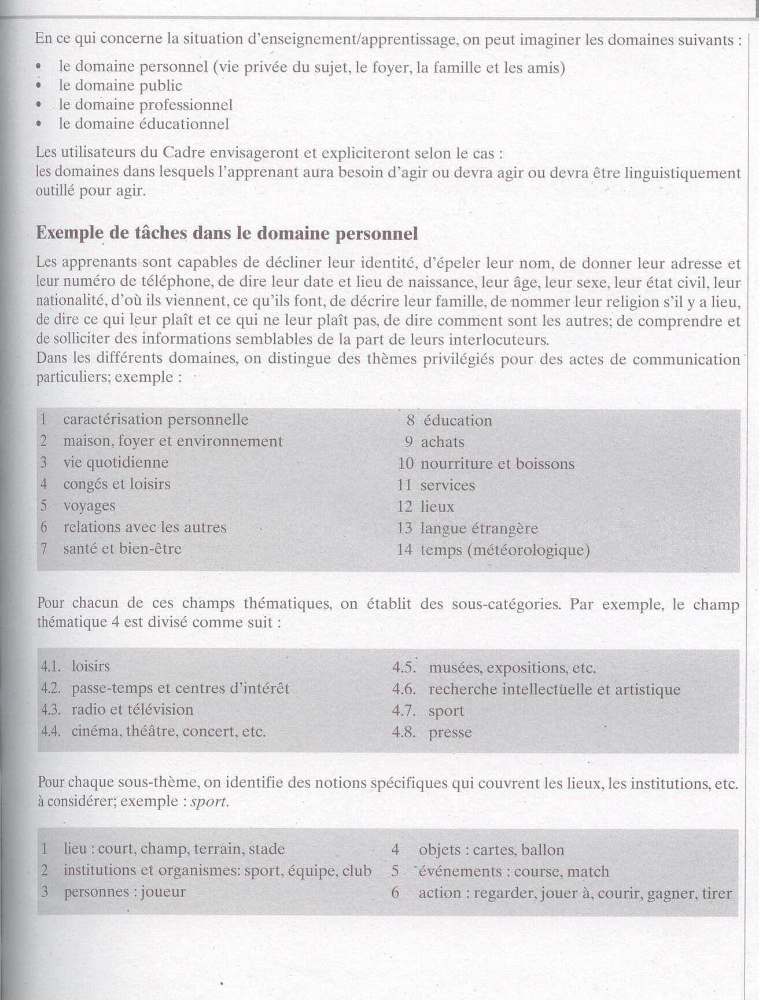 En ce qui concerne la situation d'enseignement/apprentissage, on peut imaginer les domaines suivants :
• le domaine personnel (vie privée du sujet, le foyer, la famille et les amis)
• le domaine public
• le domaine professionnel
• le domaine éducationnel
Les utilisateurs du Cadre envisageront et expliciteront selon le cas :
les domaines dans lesquels l'apprenant aura besoin d'agir ou devra agir ou devra être linguistiquement
outillé pour agir.
Exemple de tâches dans le domaine personnel
Les apprenants sont capables de décliner leur identité, d'épeler leur nom, de donner leur adresse et
leur numéro de téléphone, de dire leur date et lieu de naissance, leur âge, leur sexe, leur état civil, leur
nationalité, d'où ils viennent, ce qu'ils font, de décrire leur famille, de nommer leur religion s'il y a lieu,
de dire ce qui leur plaît et ce qui ne leur plaît pas, de dire comment sont les autres; de comprendre et
de solliciter des informations semblables de la part de leurs interlocuteurs.
Dans les différents domaines, on distingue des thèmes privilégiés pour des actes de communication
particuliers; exemple :
1 caractérisation personnelle
2 maison, foyer et environnement
3 vie quotidienne
4 congés et loisirs
5 voyages
6 relations avec les autres
7 santé et bien-être
8 éducation
9 achats
10 nourriture et boissons
11 services
12 lieux
13 langue étrangère
14 temps (météorologique)
Pour chacun de ces champs thématiques, on établit des sous-catégories. Par exemple, le champ
thématique 4 est divisé comme suit :
4.1. loisirs
4.2. passe-temps et centres d'intérêt
4.3. radio et télévision
4.4. cinéma, théâtre, concert, etc.
4.5. musées, expositions, etc.
4.6. recherche intellectuelle et artistique
4.7. sport
4.8. presse
Pour chaque sous-thème, on identifie des notions spécifiques qui couvrent les lieux, les institutions, etc.
à considérer; exemple : sport.
1 lieu : court, champ, terrain, stade
2 institutions et organismes: sport, équipe, club
3 personnes : joueur
4 objets : cartes, ballon
5 événements : course, match
6 action : regarder, jouer à, courir, gagner, tirer